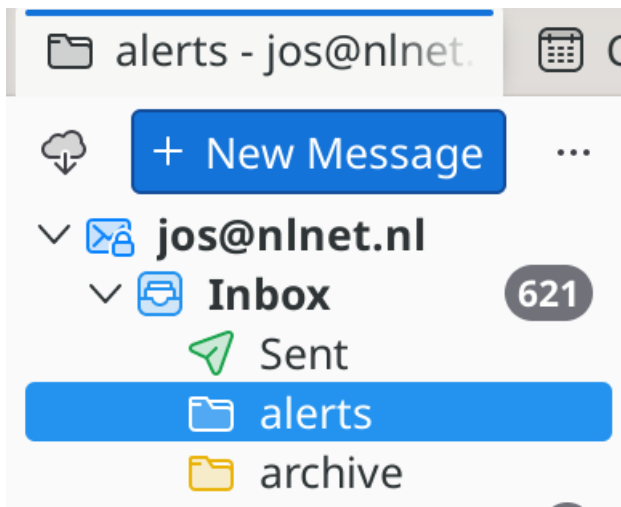 alerts - jos@nlnet.
+ New Message ...
jos@nlnet.nl
Inbox 621
Sent
alerts
archive